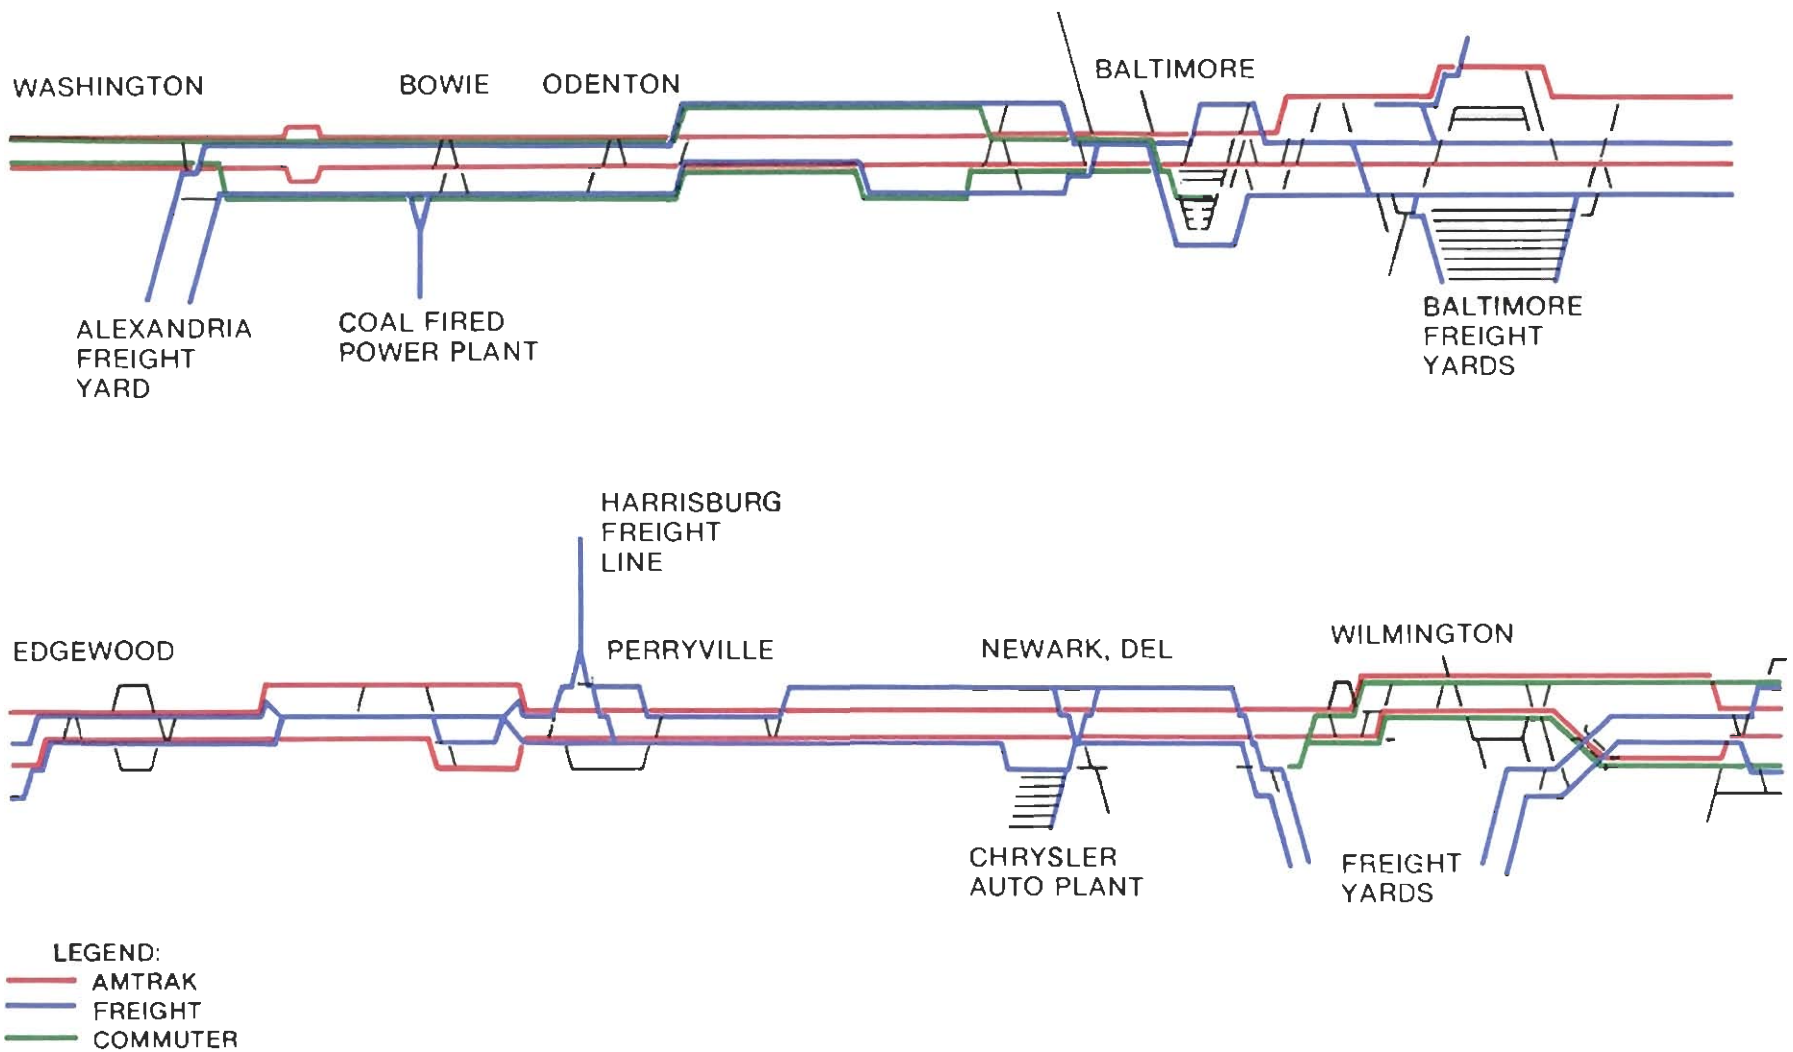 WASHINGTON
BOWIE
ODENTON
BALTIMORE
ALEXANDRIA
FREIGHT
YARD
COAL FIRED
POWER PLANT
BALTIMORE
FREIGHT
YARDS
HARRISBURG
FREIGHT
LINE
EDGEWOOD
PERRYVILLE
NEWARK, DEL
WILMINGTON
CHRYSLER
AUTO PLANT
FREIGHT
YARDS
LEGEND:
AMTRAK
FREIGHT
COMMUTER